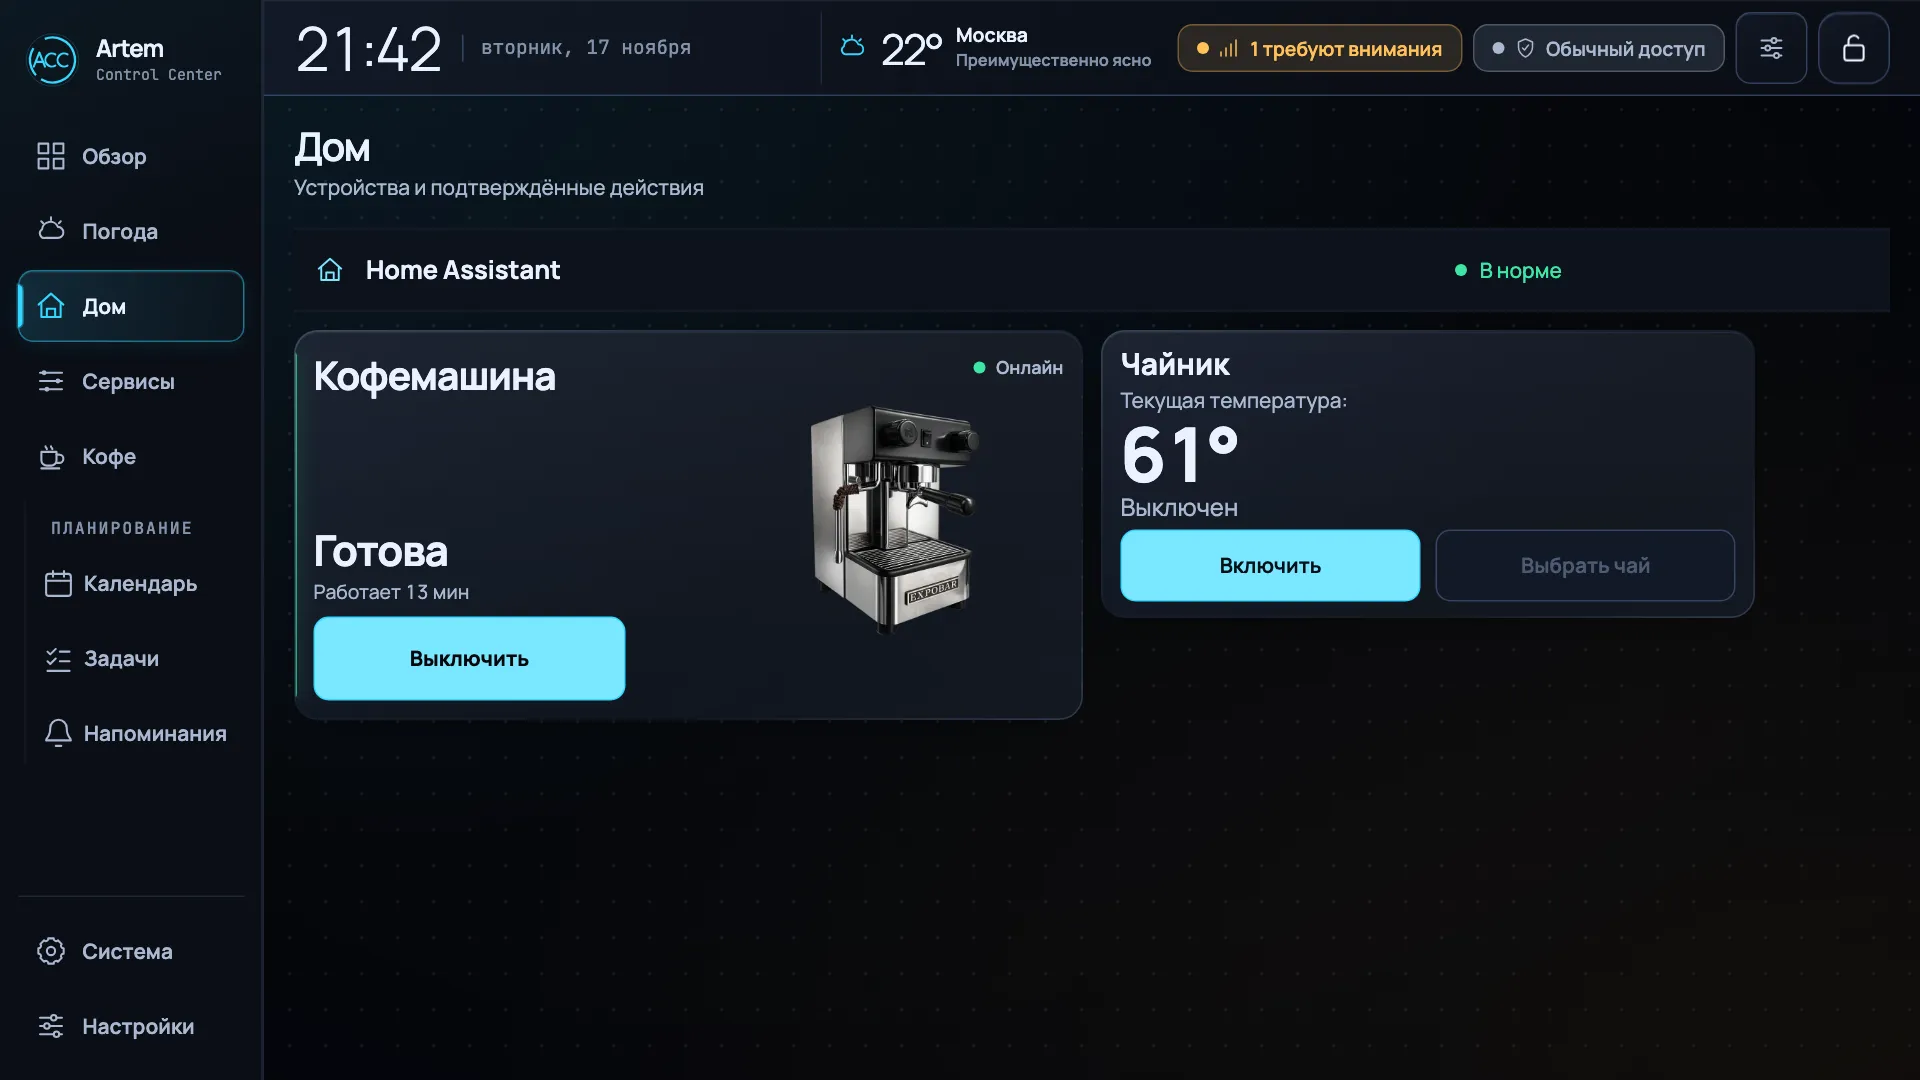 ACC
Artem
Control Center
Обзор
Погода
Дом
Сервисы
Кофе
ПЛАНИРОВАНИЕ
Календарь
Задачи
Напоминания
Система
Настройки
21:42
вторник, 17 ноября
22°
Москва
Преимущественно ясно
1 требуют внимания
Обычный доступ
Дом
Устройства и подтверждённые действия
Home Assistant
В норме
Кофемашина
Онлайн
EXPOBAR
Готова
Работает 13 мин
Выключить
Чайник
Текущая температура:
61°
Выключен
Включить
Выбрать чай